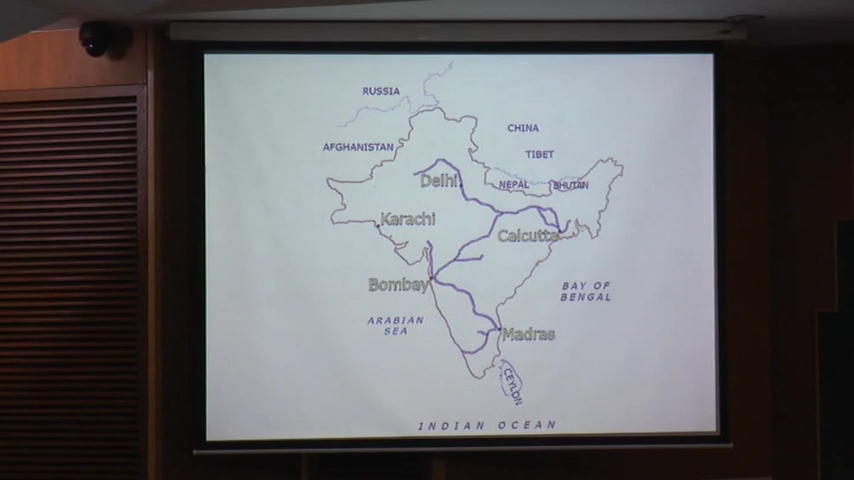 RUSSIA
CHINA
AFGHANISTAN
TIBET
Delhi
NEPAL
BHUTAN
Karachi
Calcutta
Bombay
BAY OF
BENGAL
ARABIAN
SEA
Madras
CEYLON
INDIAN OCEAN